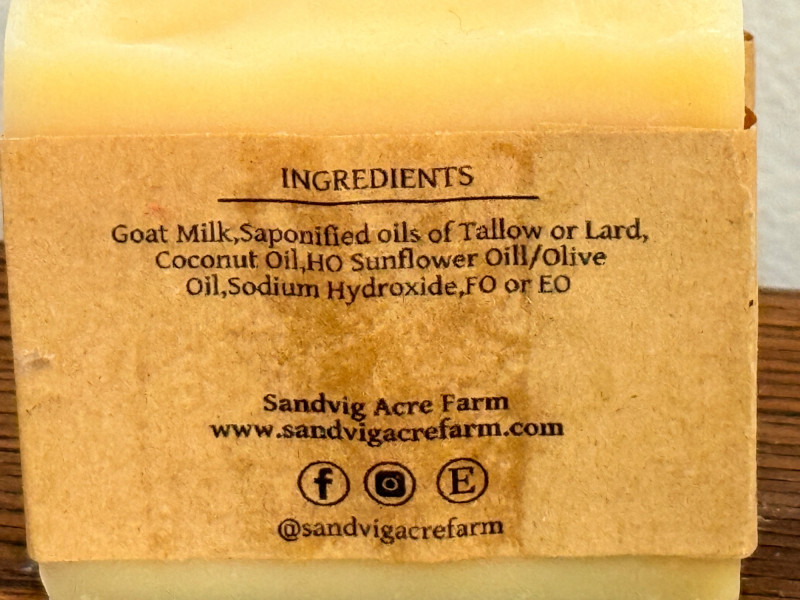 INGREDIENTS
Goat Milk,Saponified oils of Tallow or Lard,
Coconut Oil,HO Sunflower Oill/Olive
Oil,Sodium Hydroxide,FO or EO
Sandvig Acre Farm
www.sandvigacrefarm.com
f E
@sandvigacrefarm